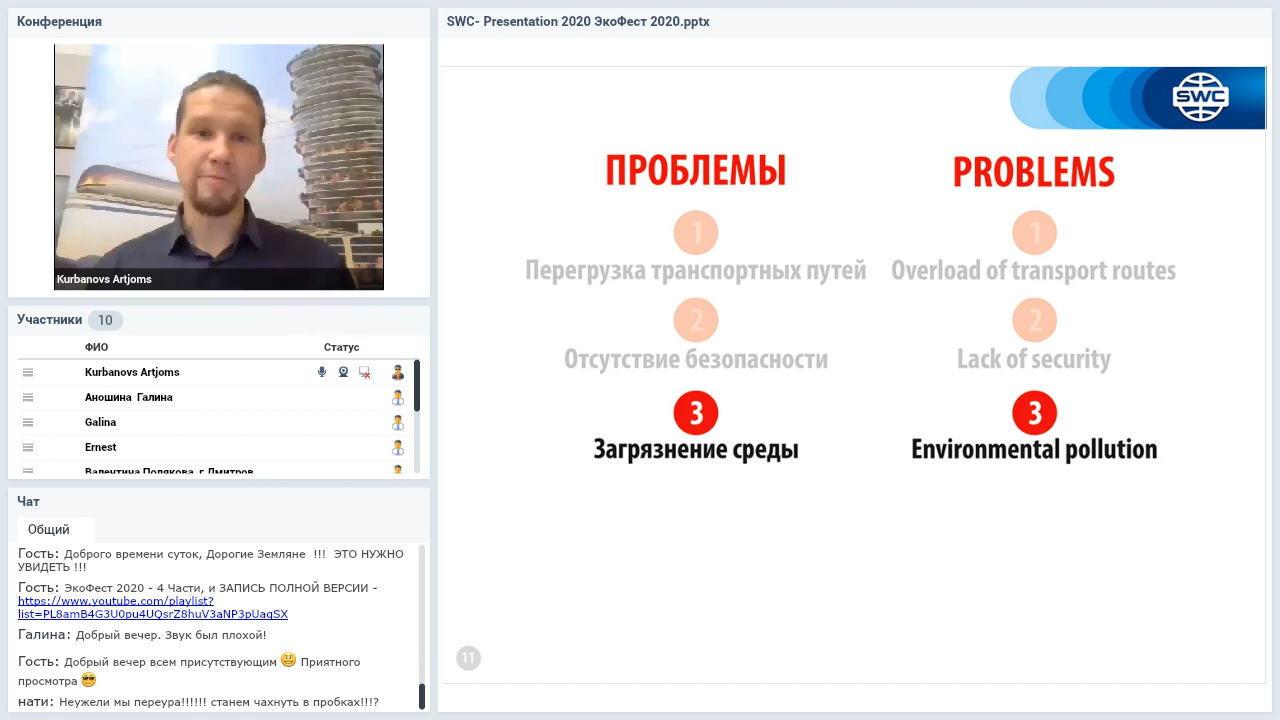 Конференция
Kurbanovs Artjoms
Участники 10
ФИО Статус
Kurbanovs Artjoms
Аношина Галина
Galina
Ernest
Валентина Полякова г Дмитров
Чат
Общий
Гость: Доброго времени суток, Дорогие Земляне !!! ЭТО НУЖНО
УВИДЕТЬ !!!
Гость: ЭкоФест 2020 - 4 Части, и ЗАПИСЬ ПОЛНОЙ ВЕРСИИ -
https://www.youtube.com/playlist?
list=PL8amB4G3U0pu4UQsrZ8huV3aNP3pUaqSX
Галина: Добрый вечер. Звук был плохой!
Гость: Добрый вечер всем присутствующим Приятного
просмотра
нати: Неужели мы переура!!!!!! станем чахнуть в пробках!!!?
SWC- Presentation 2020 ЭкоФест 2020.pptx
SWC
ПРОБЛЕМЫ
1
Перегрузка транспортных путей
2
Отсутствие безопасности
3
Загрязнение среды
PROBLEMS
1
Overload of transport routes
2
Lack of security
3
Environmental pollution
11